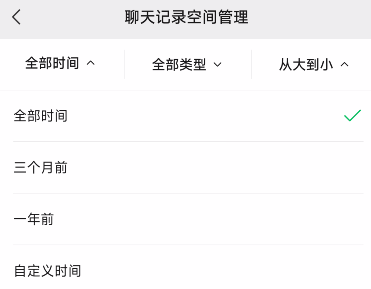 聊天记录空间管理
全部时间 全部类型 从大到小
全部时间
三个月前
一年前
自定义时间